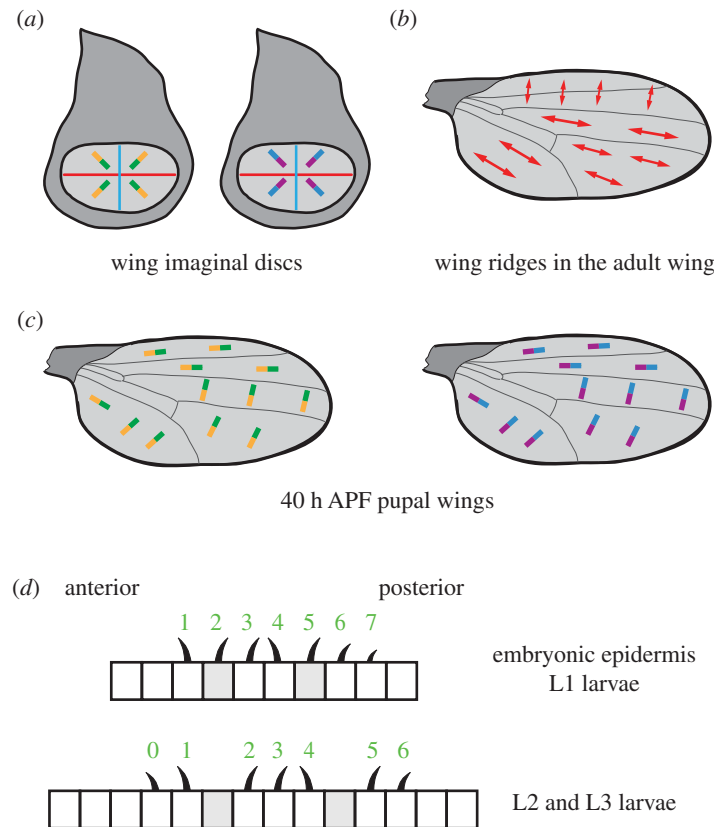 (a)
(b)
wing imaginal discs
wing ridges in the adult wing
(c)
40 h APF pupal wings
(d) anterior posterior
1 2 3 4 5 6 7
embryonic epidermis
L1 larvae
0 1 2 3 4 5 6
L2 and L3 larvae